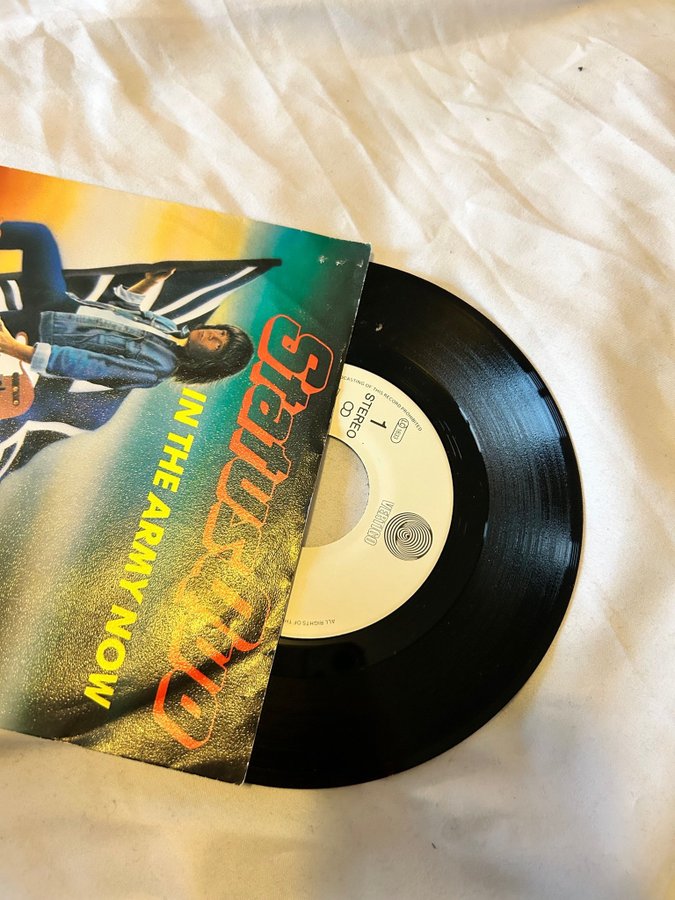 Status Quo
IN THE ARMY NOW
CASTING OF THIS RECORD PROHIBITED
STEREO
1
VERTIGO
ALL RIGHTS OF THE